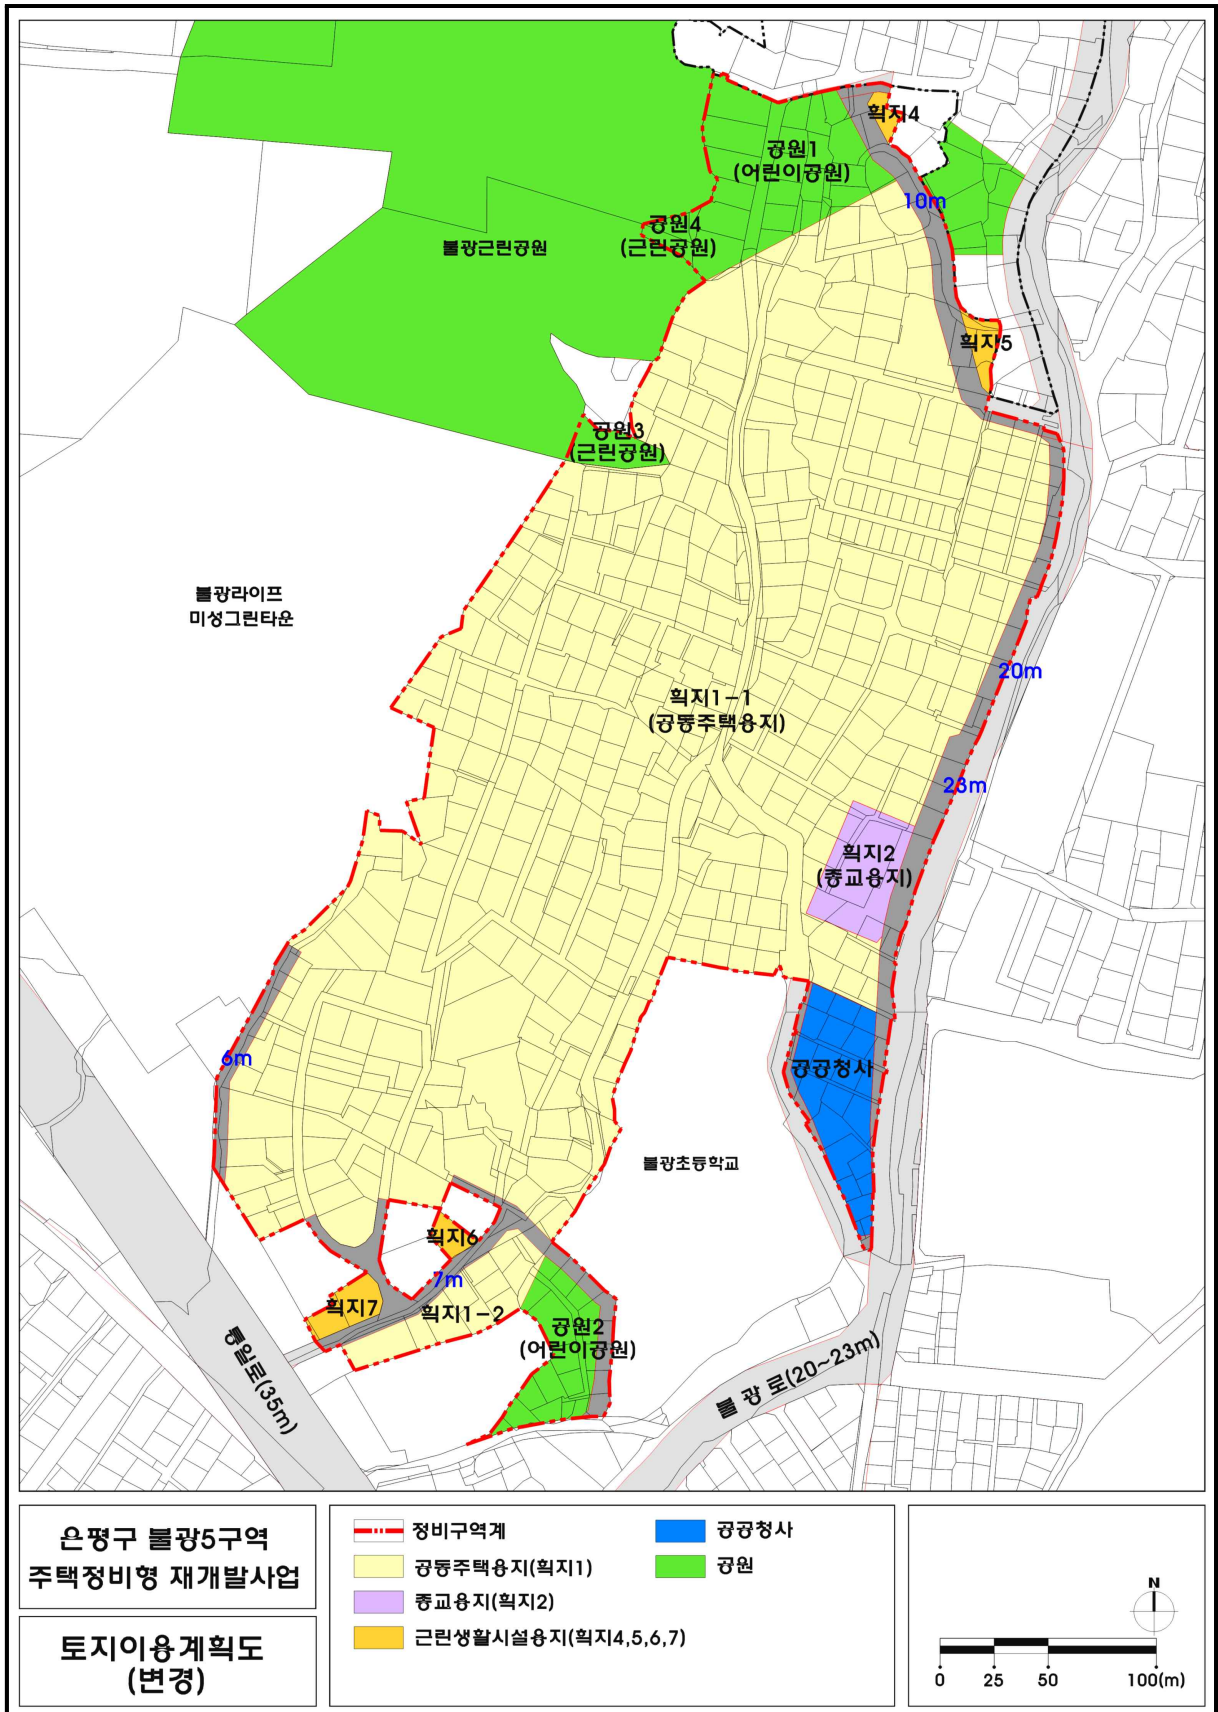 획지4
공원1
(어린이공원)
10m
공원4
(근린공원)
불광근린공원
획지5
공원3
(근린공원)
불광라이프
미성그린타운
20m
획지1-1
(공동주택용지)
23m
획지2
(종교용지)
6m
공공청사
불광초등학교
획지6
7m
획지7
획지1-2
공원2
(어린이공원)
통일로(35m)
불광로(20~23m)
은평구 불광5구역
주택정비형 재개발사업
토지이용계획도
(변경)
정비구역계
공동주택용지(획지1)
종교용지(획지2)
근린생활시설용지(획지4,5,6,7)
공공청사
공원
N
0 25 50 100(m)